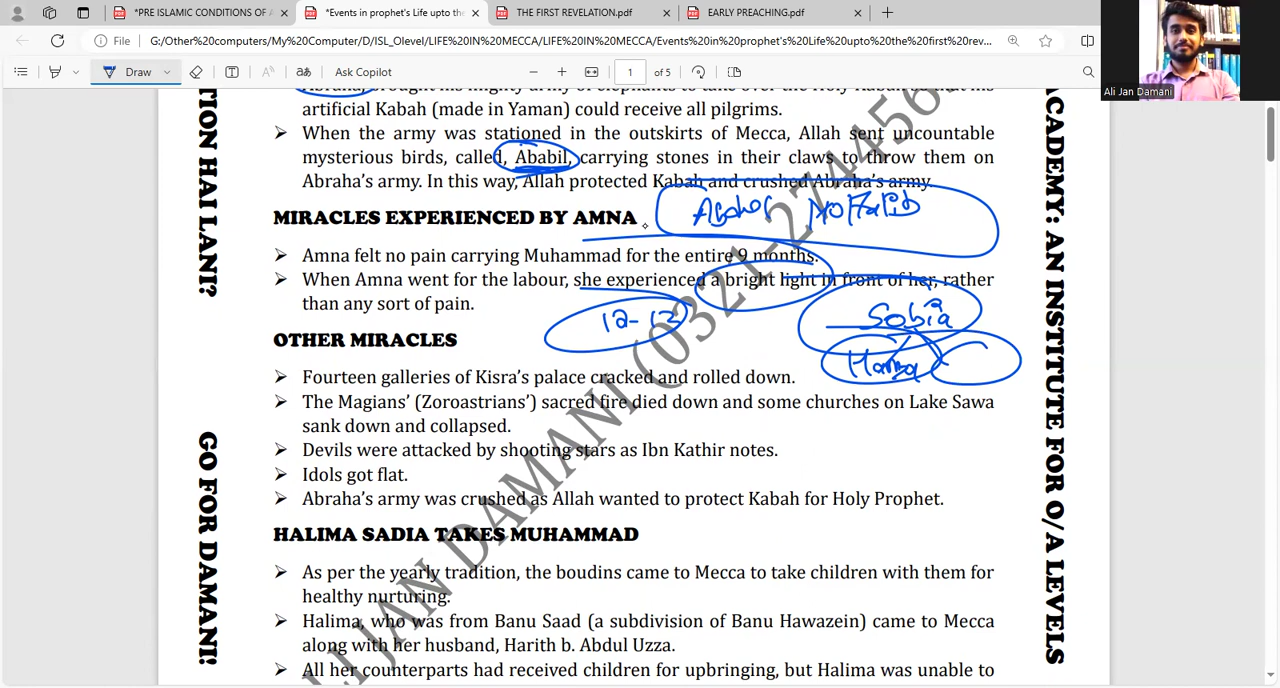 *PRE ISLAMIC CONDITIONS OF A
*Events in prophet's Life upto the
THE FIRST REVELATION.pdf
EARLY PREACHING.pdf
File
G:/Other%20computers/My%20Computer/D/ISL_Olevel/LIFE%20IN%20MECCA/LIFE%20IN%20MECCA/Events%20in%20prophet's%20Life%20upto%20the%20first%20rev...
Draw
Ask Copilot
1 of 5
Ali Jan Damani
artificial Kabah (made in Yaman) could receive all pilgrims.
➢ When the army was stationed in the outskirts of Mecca, Allah sent uncountable
mysterious birds, called, Ababil, carrying stones in their claws to throw them on
Abraha's army. In this way, Allah protected Kabah and crushed Abraha's army.
MIRACLES EXPERIENCED BY AMNA
➢ Amna felt no pain carrying Muhammad for the entire 9 months.
➢ When Amna went for the labour, she experienced a bright light in front of her, rather
than any sort of pain.
12-13
Sobia
Hamza
OTHER MIRACLES
➢ Fourteen galleries of Kisra's palace cracked and rolled down.
➢ The Magians' (Zoroastrians') sacred fire died down and some churches on Lake Sawa
sank down and collapsed.
➢ Devils were attacked by shooting stars as Ibn Kathir notes.
➢ Idols got flat.
➢ Abraha's army was crushed as Allah wanted to protect Kabah for Holy Prophet.
HALIMA SADIA TAKES MUHAMMAD
➢ As per the yearly tradition, the boudins came to Mecca to take children with them for
healthy nurturing.
➢ Halima, who was from Banu Saad (a subdivision of Banu Hawazein) came to Mecca
along with her husband, Harith b. Abdul Uzza.
➢ All her counterparts had received children for upbringing, but Halima was unable to
TION HAI LANI?
GO FOR DAMANI!
ACADEMY: AN INSTITUTE FOR O/A LEVELS
LI JAN DAMANI (0321-274456